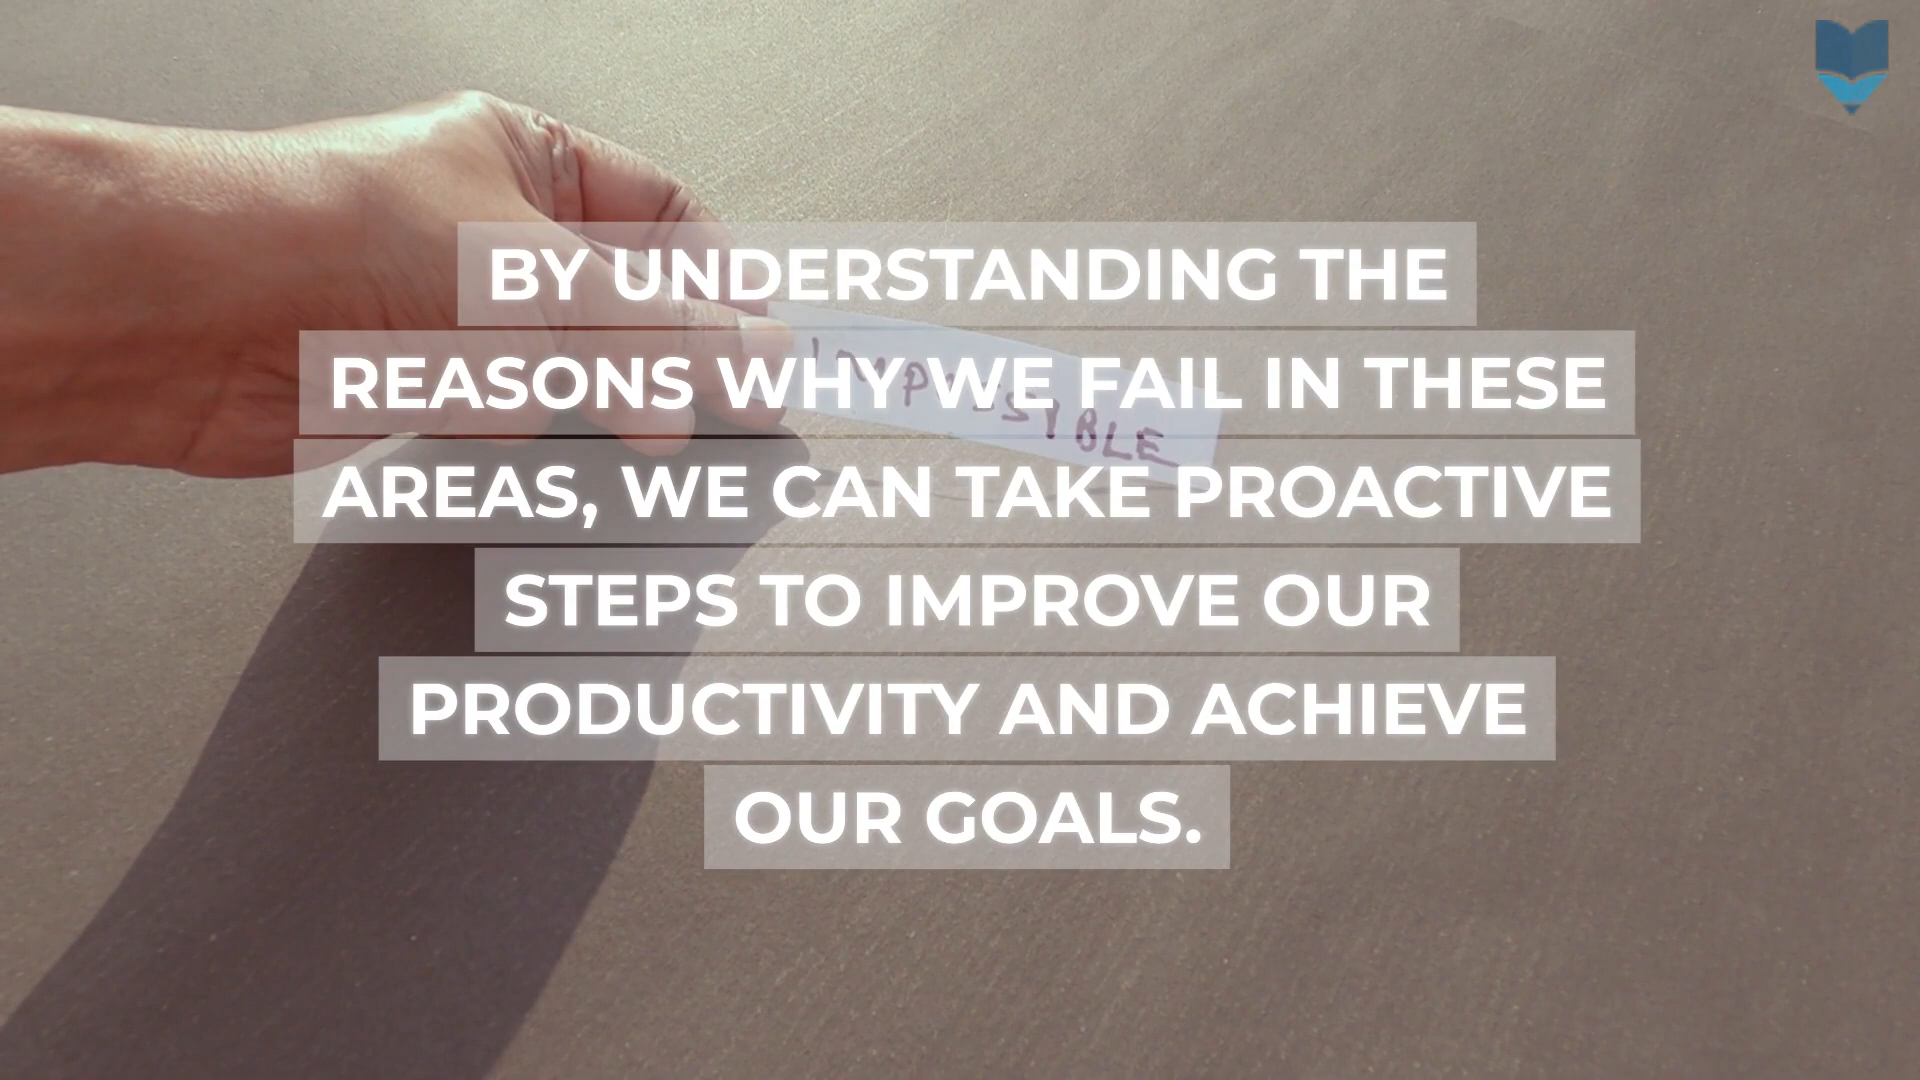 BY UNDERSTANDING THE
REASONS WHY WE FAIL IN THESE
AREAS, WE CAN TAKE PROACTIVE
STEPS TO IMPROVE OUR
PRODUCTIVITY AND ACHIEVE
OUR GOALS.
IMPOSSIBLE